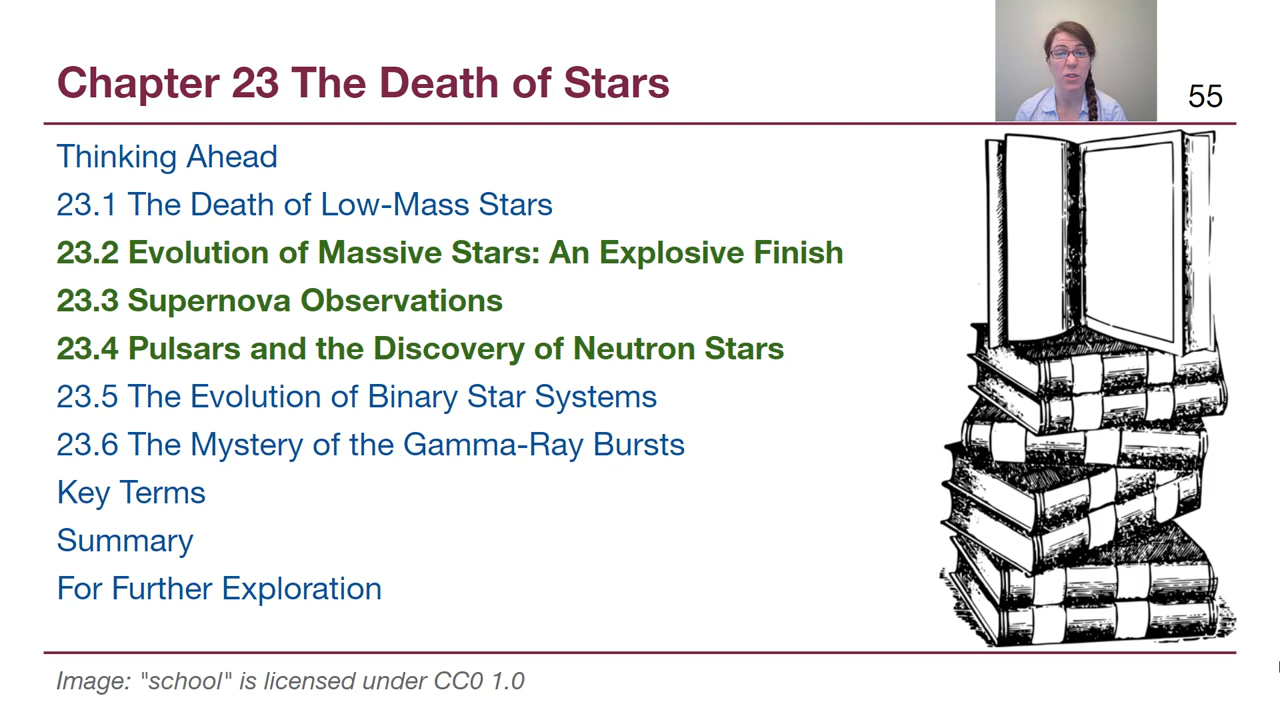 Chapter 23 The Death of Stars
55
Thinking Ahead
23.1 The Death of Low-Mass Stars
23.2 Evolution of Massive Stars: An Explosive Finish
23.3 Supernova Observations
23.4 Pulsars and the Discovery of Neutron Stars
23.5 The Evolution of Binary Star Systems
23.6 The Mystery of the Gamma-Ray Bursts
Key Terms
Summary
For Further Exploration
Image: "school" is licensed under CC0 1.0